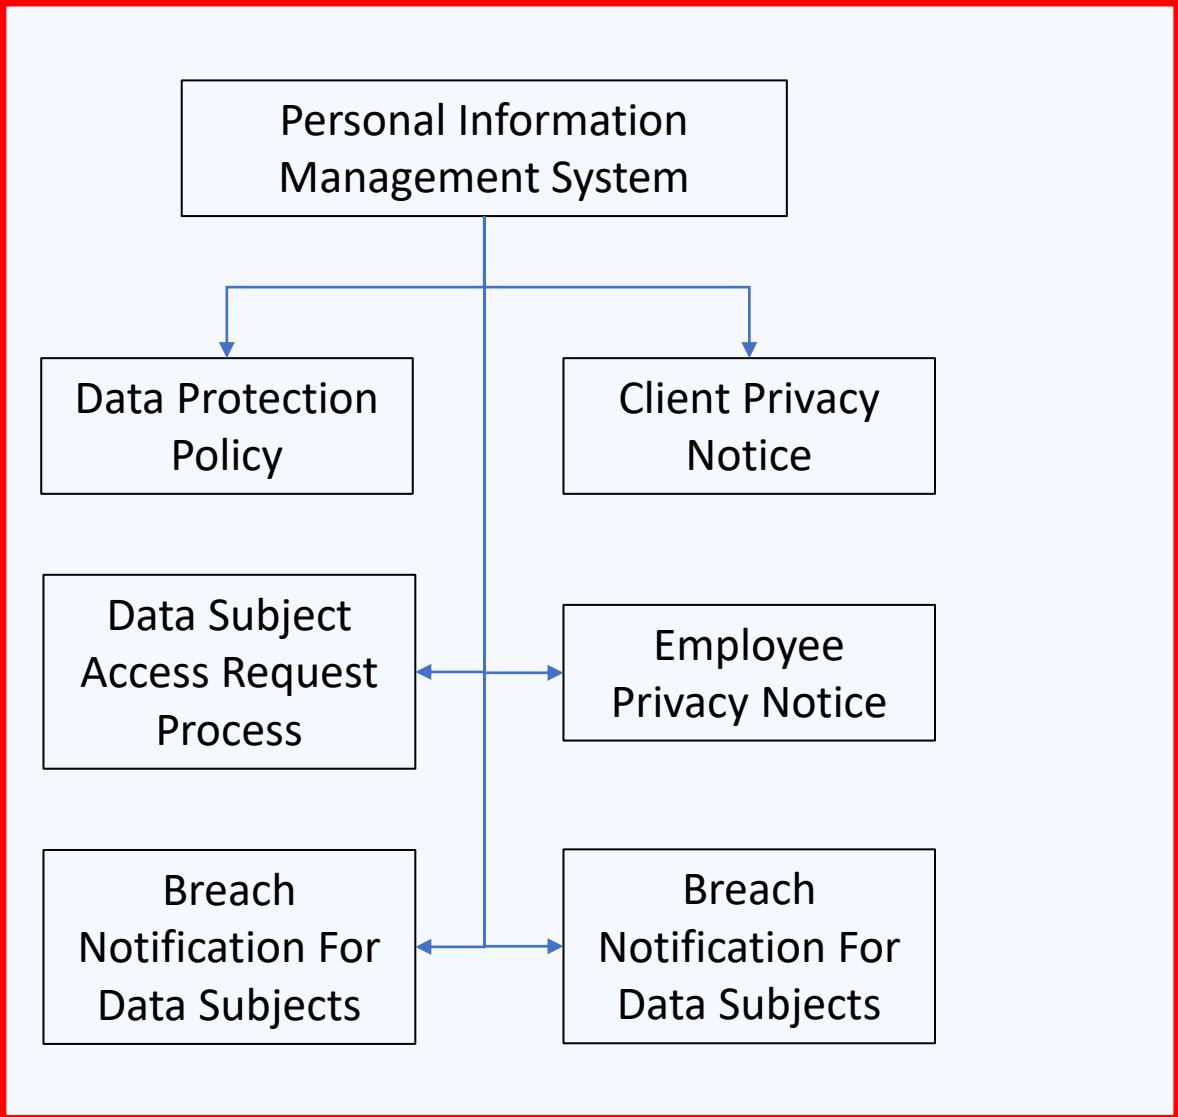 Personal Information
Management System
Data Protection
Policy
Client Privacy
Notice
Data Subject
Access Request
Process
Employee
Privacy Notice
Breach
Notification For
Data Subjects
Breach
Notification For
Data Subjects